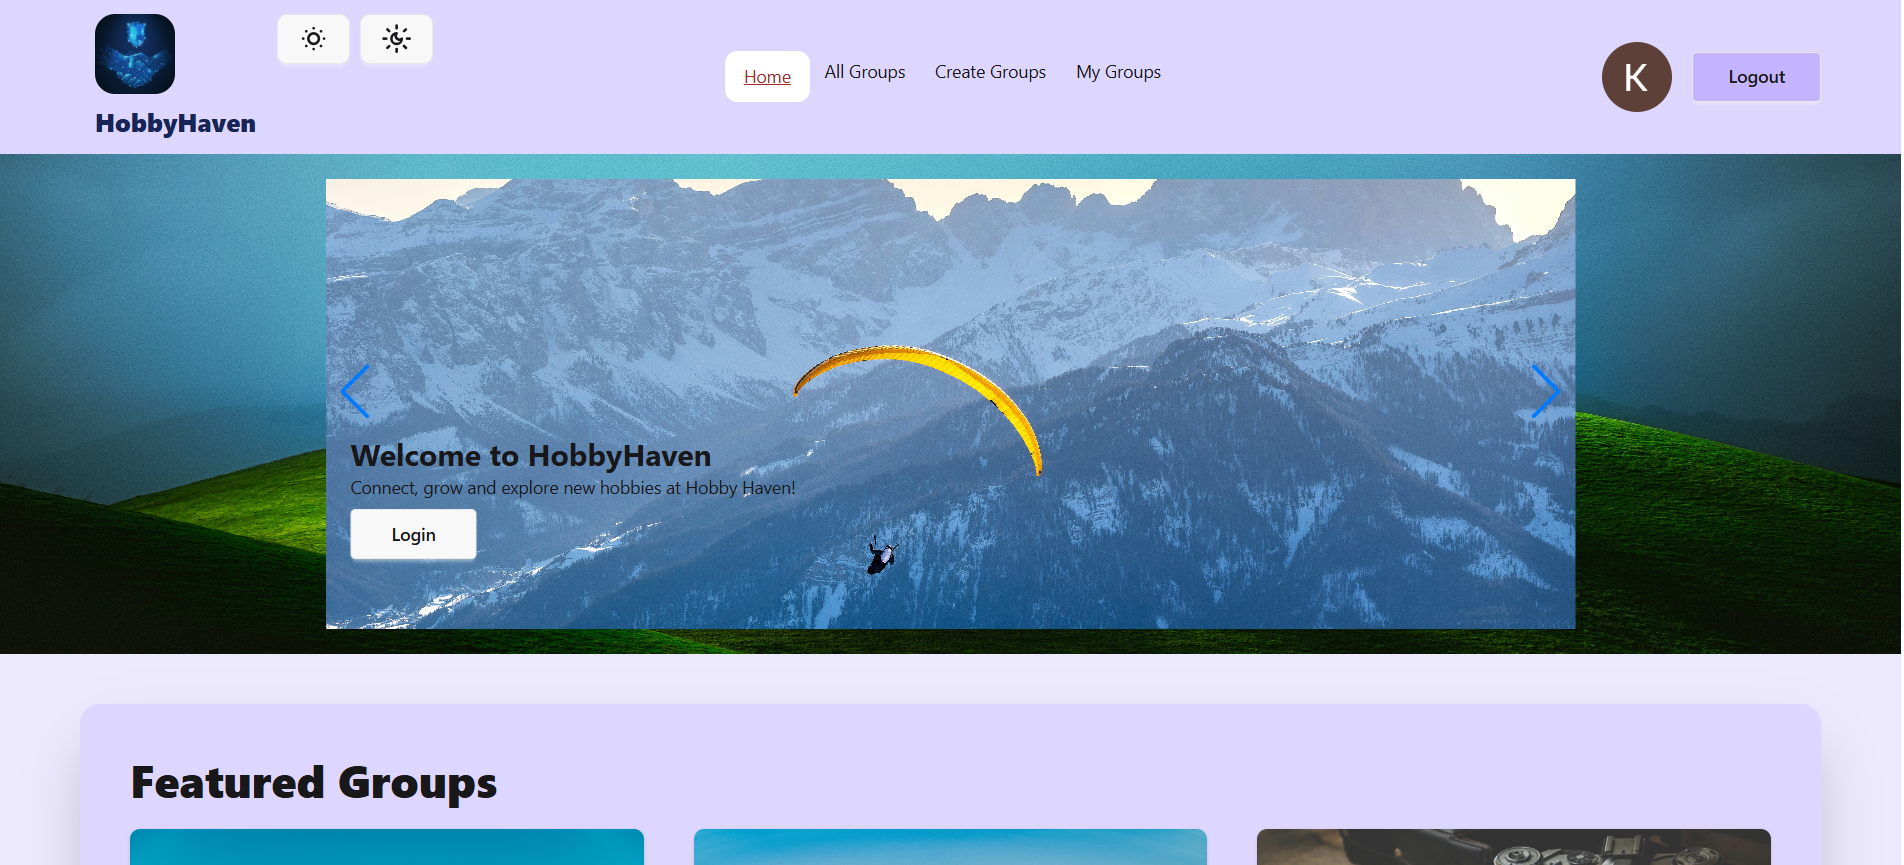 HobbyHaven
Home
All Groups
Create Groups
My Groups
K
Logout
Welcome to HobbyHaven
Connect, grow and explore new hobbies at Hobby Haven!
Login
Featured Groups